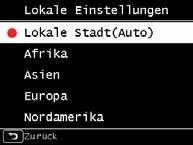 Lokale Einstellungen
Lokale Stadt(Auto)
Afrika
Asien
Europa
Nordamerika
Zurück